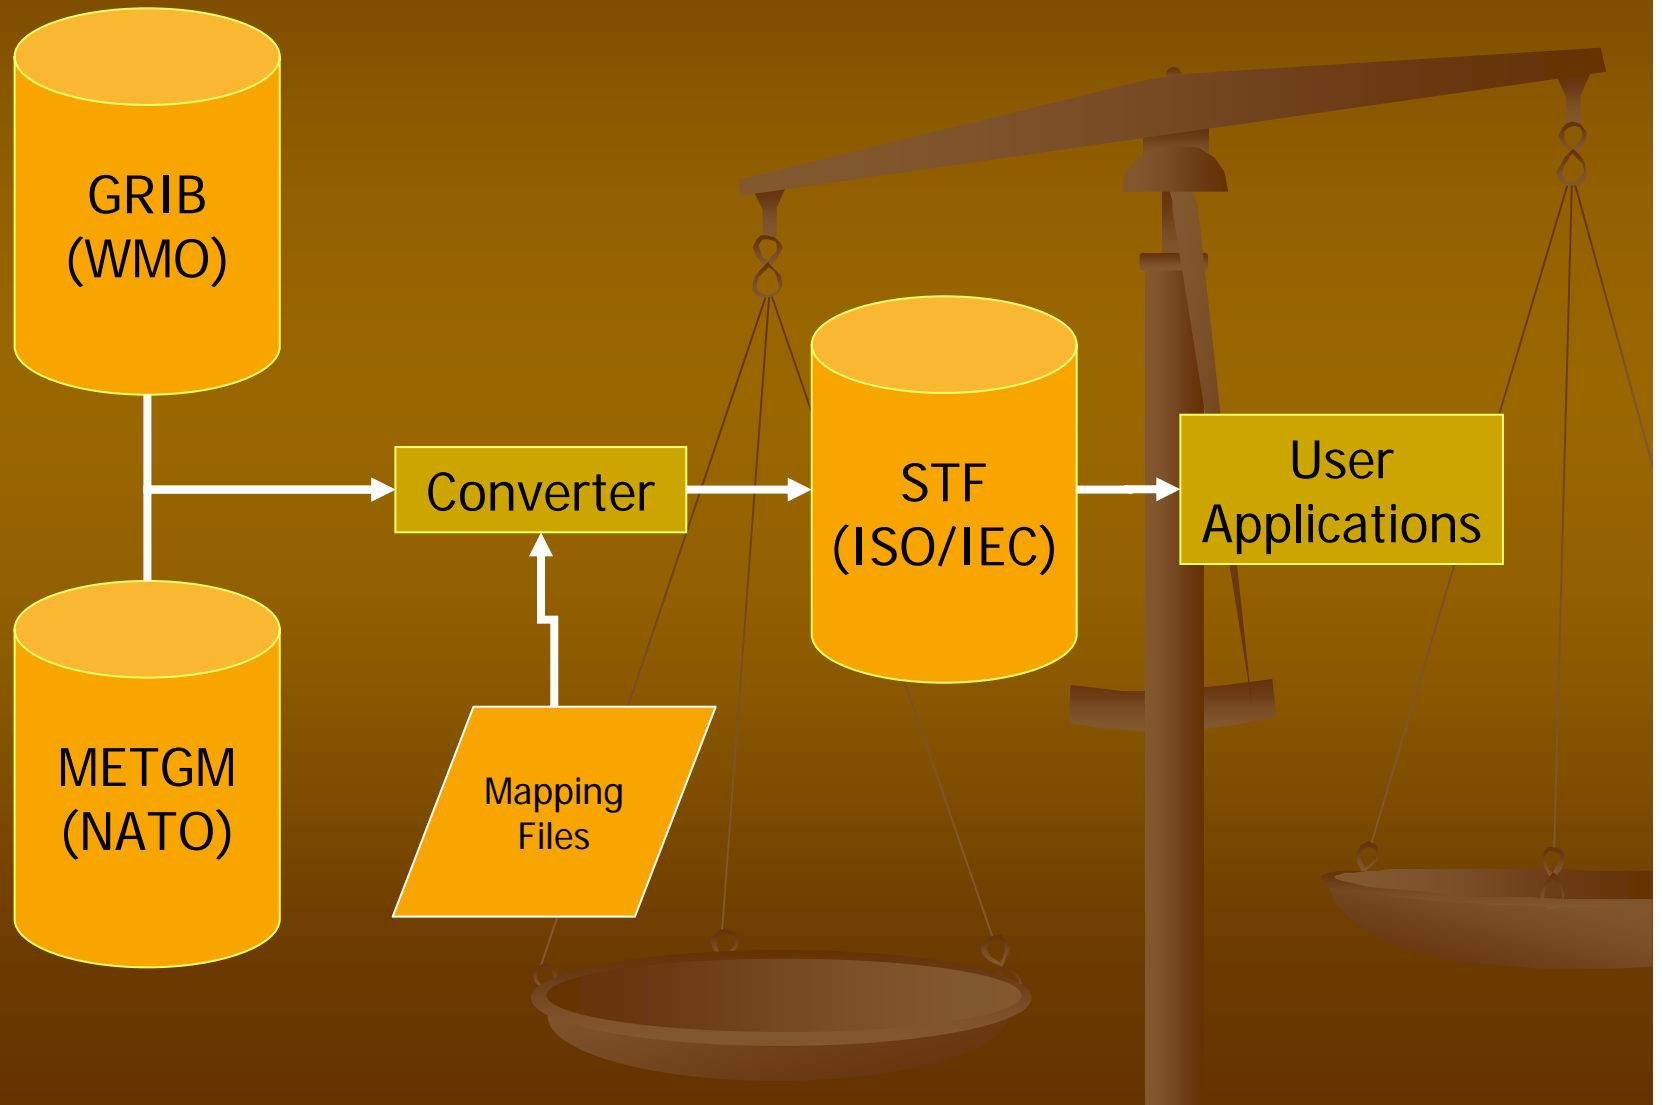 GRIB
(WMO)
METGM
(NATO)
Converter
Mapping
Files
STF
(ISO/IEC)
User
Applications